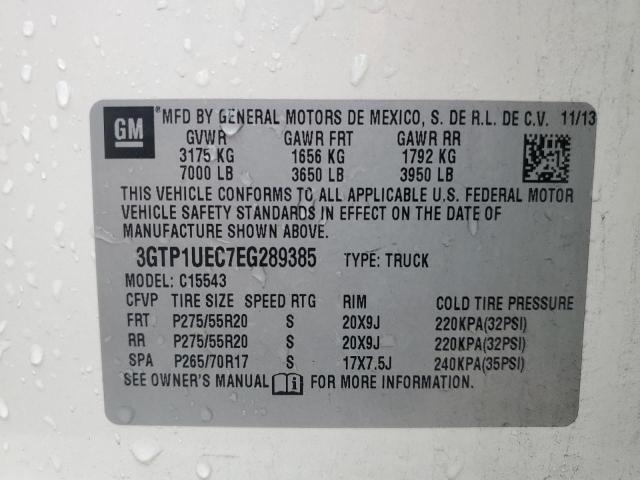 GM ® MFD BY GENERAL MOTORS DE MEXICO, S. DE R.L. DE C.V. 11/13
GVWR GAWR FRT GAWR RR
3175 KG 1656 KG 1792 KG
7000 LB 3650 LB 3950 LB
THIS VEHICLE CONFORMS TO ALL APPLICABLE U.S. FEDERAL MOTOR
VEHICLE SAFETY STANDARDS IN EFFECT ON THE DATE OF
MANUFACTURE SHOWN ABOVE.
3GTP1UEC7EG289385 TYPE: TRUCK
MODEL: C15543
CFVP TIRE SIZE SPEED RTG RIM COLD TIRE PRESSURE
FRT P275/55R20 S 20X9J 220KPA(32PSI)
RR P275/55R20 S 20X9J 220KPA(32PSI)
SPA P265/70R17 S 17X7.5J 240KPA(35PSI)
SEE OWNER'S MANUAL i FOR MORE INFORMATION.